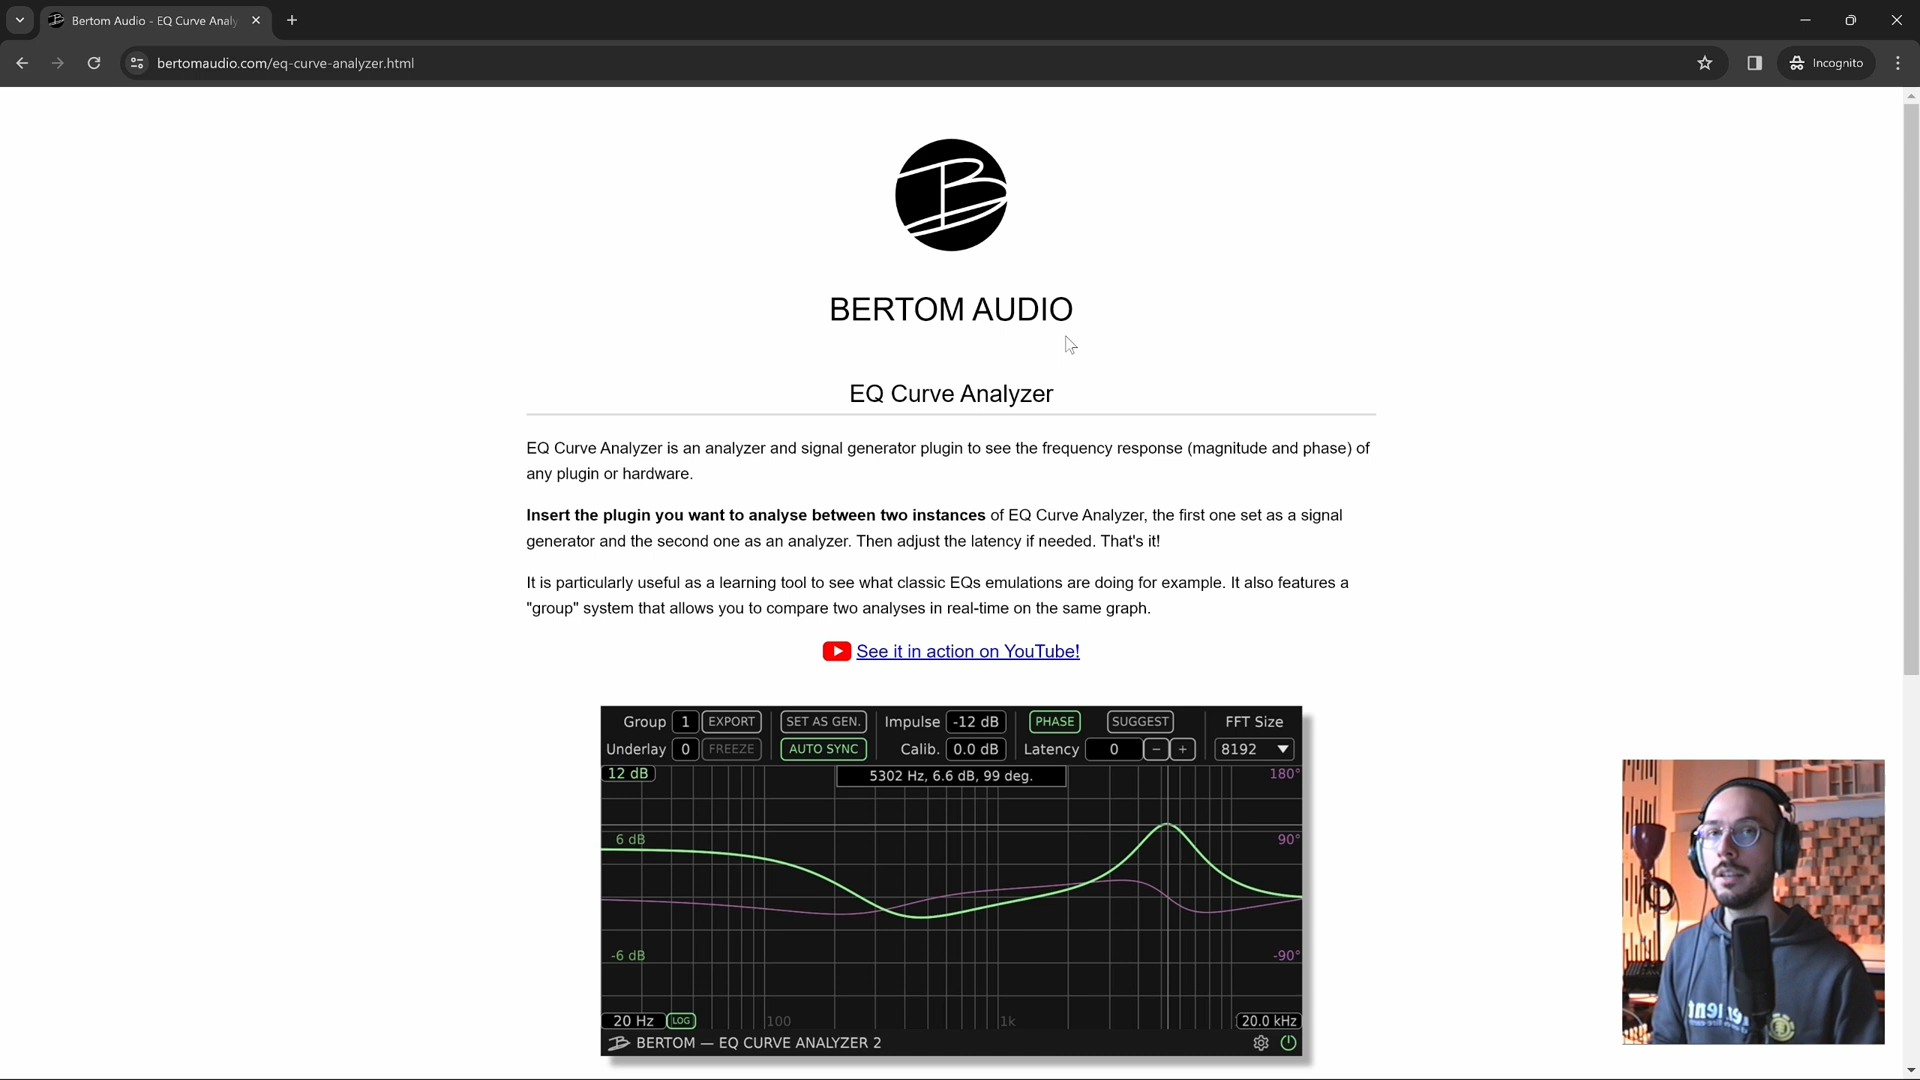 Bertom Audio - EQ Curve Analy
bertomaudio.com/eq-curve-analyzer.html
Incognito
B
BERTOM AUDIO
EQ Curve Analyzer
EQ Curve Analyzer is an analyzer and signal generator plugin to see the frequency response (magnitude and phase) of
any plugin or hardware.
Insert the plugin you want to analyse between two instances of EQ Curve Analyzer, the first one set as a signal
generator and the second one as an analyzer. Then adjust the latency if needed. That's it!
It is particularly useful as a learning tool to see what classic EQs emulations are doing for example. It also features a
"group" system that allows you to compare two analyses in real-time on the same graph.
See it in action on YouTube!
Group 1 EXPORT SET AS GEN. Impulse -12 dB PHASE SUGGEST FFT Size
Underlay 0 FREEZE AUTO SYNC Calib. 0.0 dB Latency 0 − + 8192
12 dB 5302 Hz, 6.6 dB, 99 deg. 180°
6 dB 90°
-6 dB -90°
20 Hz LOG 100 1k 20.0 kHz
BERTOM — EQ CURVE ANALYZER 2